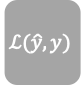 ℒ(ŷ, y)